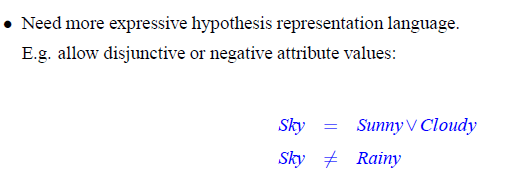 • Need more expressive hypothesis representation language.
E.g. allow disjunctive or negative attribute values:
Sky = Sunny ∨ Cloudy
Sky ≠ Rainy